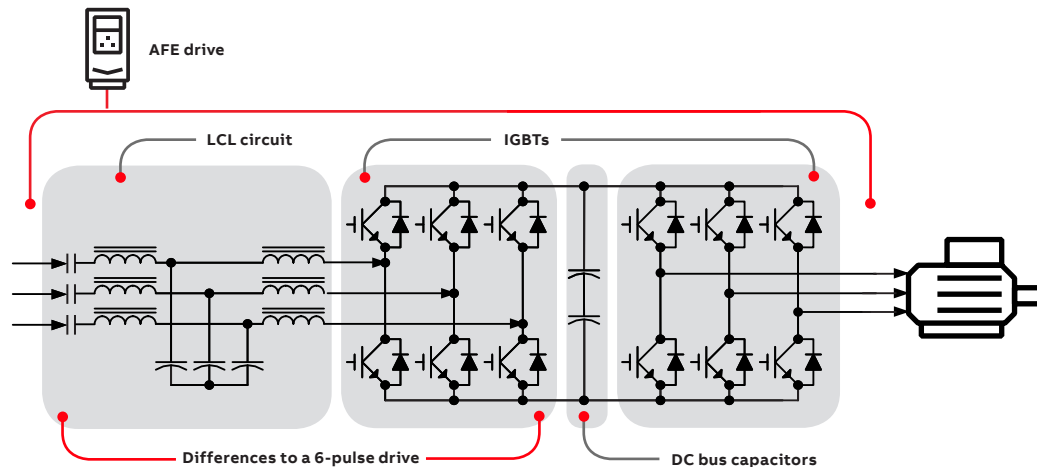 AFE drive
LCL circuit
IGBTs
Differences to a 6-pulse drive
DC bus capacitors